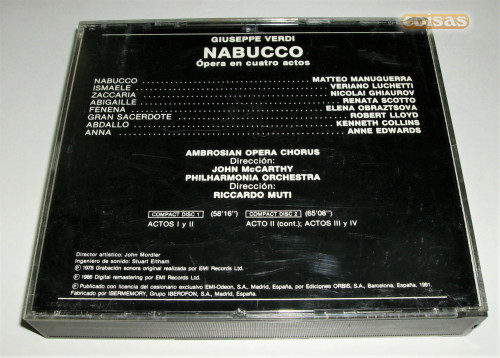 coisas
GIUSEPPE VERDI
NABUCCO
Ópera en cuatro actos
NABUCCO MATTEO MANUGUERRA
ISMAELE VERIANO LUCHETTI
ZACCARIA NICOLAI GHIAUROV
ABIGAILLE RENATA SCOTTO
FENENA ELENA OBRAZTSOVA
GRAN SACERDOTE ROBERT LLOYD
ABDALLO KENNETH COLLINS
ANNA ANNE EDWARDS
AMBROSIAN OPERA CHORUS
Dirección:
JOHN McCARTHY
PHILHARMONIA ORCHESTRA
Dirección:
RICCARDO MUTI
COMPACT DISC 1 (58'16") COMPACT DISC 2 (65'08")
ACTOS I y II ACTO II (cont.); ACTOS III y IV
Director artístico: John Mordler
Ingeniero de sonido: Stuart Eltham
℗ 1978 Grabación sonora original realizada por EMI Records Ltd.
℗ 1986 Digital remastering por EMI Records Ltd.
© Publicado con licencia del cesionario exclusivo EMI-Odeon, S.A., Madrid, España, por Ediciones ORBIS, S.A., Barcelona, España, 1991.
Fabricado por IBERMEMORY, Grupo IBEROFON, S.A., Madrid, España.